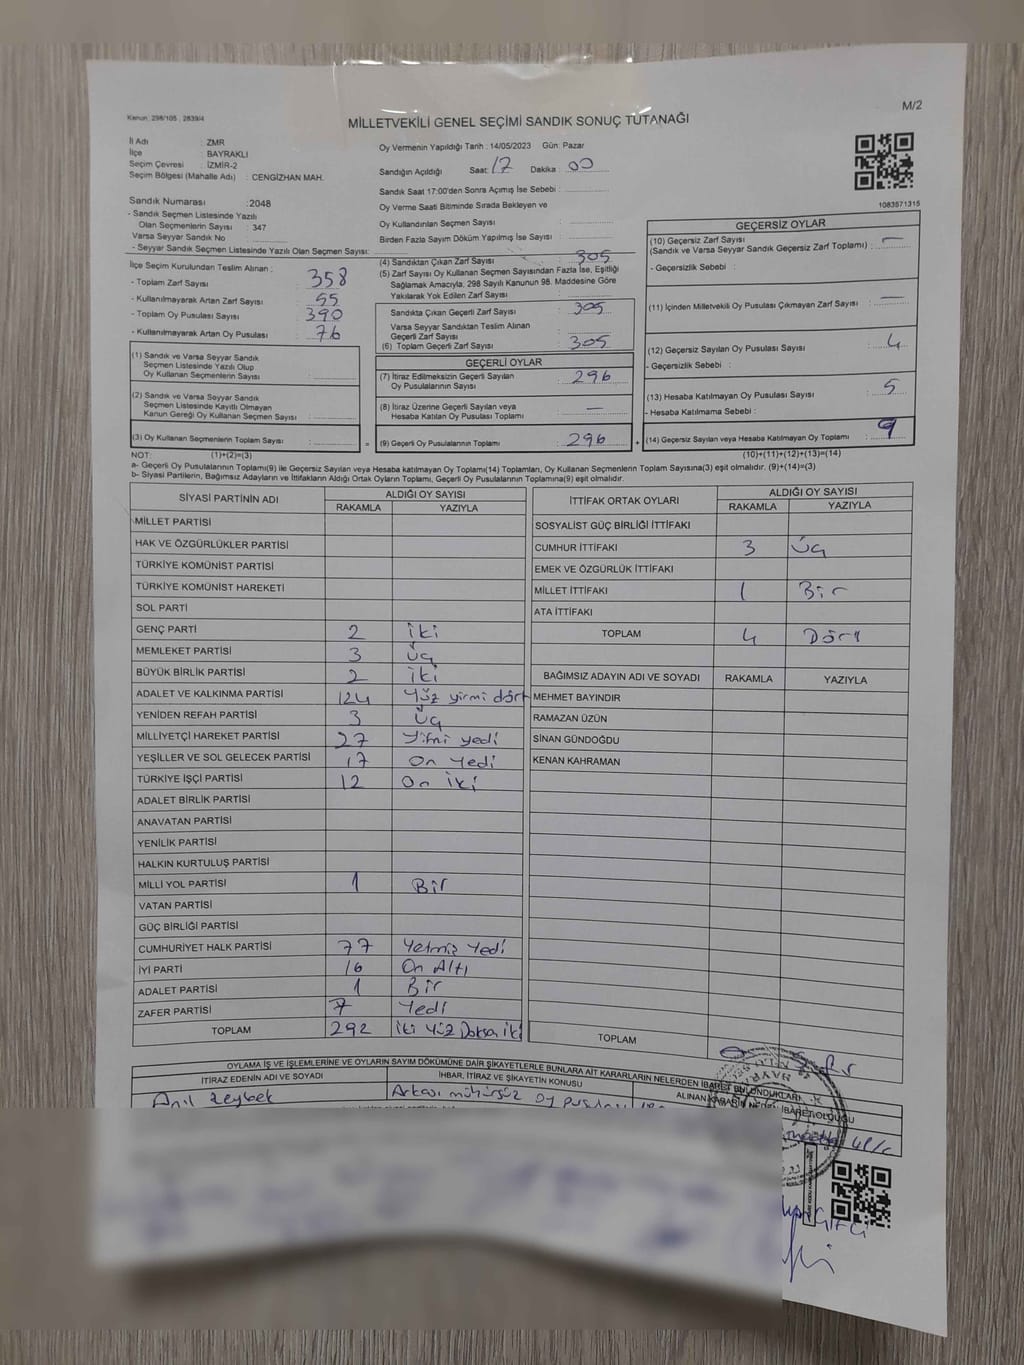 Kanun: 298/105 , 2839/4
M/2
MİLLETVEKİLİ GENEL SEÇİMİ SANDIK SONUÇ TUTANAĞI
İl Adı : ZMR
İlçe : BAYRAKLI
Seçim Çevresi : İZMİR-2
Seçim Bölgesi (Mahalle Adı) : CENGİZHAN MAH.
Oy Vermenin Yapıldığı Tarih : 14/05/2023 Gün: Pazar
Sandığın Açıldığı Saat: 17 Dakika : 00
Sandık Saat 17:00'den Sonra Açımış İse Sebebi :
Oy Verme Saati Bitiminde Sırada Bekleyen ve
Oy Kullandırılan Seçmen Sayısı
Birden Fazla Sayım Döküm Yapılmış İse Sayısı :
1083571315
Sandık Numarası : 2048
- Sandık Seçmen Listesinde Yazılı
Olan Seçmenlerin Sayısı : 347
Varsa Seyyar Sandık No
- Seyyar Sandık Seçmen Listesinde Yazılı Olan Seçmen Sayısı:
İlçe Seçim Kurulundan Teslim Alınan :
- Toplam Zarf Sayısı : 358
- Kullanılmayarak Artan Zarf Sayısı : 55
- Toplam Oy Pusulası Sayısı : 390
- Kullanılmayarak Artan Oy Pusulası : 76
(1) Sandık ve Varsa Seyyar Sandık
Seçmen Listesinde Yazılı Olup
Oy Kullanan Seçmenlerin Sayısı :
(2) Sandık ve Varsa Seyyar Sandık
Seçmen Listesinde Kayıtlı Olmayan
Kanun Gereği Oy Kullanan Seçmen Sayısı :
(3) Oy Kullanan Seçmenlerin Toplam Sayısı :
(4) Sandıktan Çıkan Zarf Sayısı : 305
(5) Zarf Sayısı Oy Kullanan Seçmen Sayısından Fazla İse, Eşitliği
Sağlamak Amacıyla, 298 Sayılı Kanunun 98. Maddesine Göre
Yakılarak Yok Edilen Zarf Sayısı :
Sandıkta Çıkan Geçerli Zarf Sayısı : 305
Varsa Seyyar Sandıktan Teslim Alınan
Geçerli Zarf Sayısı :
(6) Toplam Geçerli Zarf Sayısı : 305
GEÇERLİ OYLAR
(7) İtiraz Edilmeksizin Geçerli Sayılan
Oy Pusulalarının Sayısı : 296
(8) İtiraz Üzerine Geçerli Sayılan veya
Hesaba Katılan Oy Pusulası Toplamı : —
= (9) Geçerli Oy Pusulalarının Toplamı : 296
GEÇERSİZ OYLAR
(10) Geçersiz Zarf Sayısı
(Sandık ve Varsa Seyyar Sandık Geçersiz Zarf Toplamı) : —
- Geçersizlik Sebebi :
(11) İçinden Milletvekili Oy Pusulası Çıkmayan Zarf Sayısı : —
(12) Geçersiz Sayılan Oy Pusulası Sayısı : 4
- Geçersizlik Sebebi :
(13) Hesaba Katılmayan Oy Pusulası Sayısı : 5
- Hesaba Katılmama Sebebi :
+ (14) Geçersiz Sayılan veya Hesaba Katılmayan Oy Toplamı : 9
NOT: (1)+(2)=(3) (10)+(11)+(12)+(13)=(14)
a- Geçerli Oy Pusulalarının Toplamı(9) ile Geçersiz Sayılan veya Hesaba katılmayan Oy Toplamı(14) Toplamları, Oy Kullanan Seçmenlerin Toplam Sayısına(3) eşit olmalıdır. (9)+(14)=(3)
b- Siyasi Partilerin, Bağımsız Adayların ve İttifakların Aldığı Ortak Oyların Toplamı, Geçerli Oy Pusulalarının Toplamına(9) eşit olmalıdır.
SİYASİ PARTİNİN ADI ALDIĞI OY SAYISI
RAKAMLA YAZIYLA
MİLLET PARTİSİ
HAK VE ÖZGÜRLÜKLER PARTİSİ
TÜRKİYE KOMÜNİST PARTİSİ
TÜRKİYE KOMÜNİST HAREKETİ
SOL PARTİ
GENÇ PARTİ 2 iki
MEMLEKET PARTİSİ 3 üç
BÜYÜK BİRLİK PARTİSİ 2 iki
ADALET VE KALKINMA PARTİSİ 124 Yüz yirmi dört
YENİDEN REFAH PARTİSİ 3 üç
MİLLİYETÇİ HAREKET PARTİSİ 27 Yirmi yedi
YEŞİLLER VE SOL GELECEK PARTİSİ 17 On Yedi
TÜRKİYE İŞÇİ PARTİSİ 12 On iki
ADALET BİRLİK PARTİSİ
ANAVATAN PARTİSİ
YENİLİK PARTİSİ
HALKIN KURTULUŞ PARTİSİ
MİLLİ YOL PARTİSİ 1 Bir
VATAN PARTİSİ
GÜÇ BİRLİĞİ PARTİSİ
CUMHURİYET HALK PARTİSİ 77 Yetmiş Yedi
İYİ PARTİ 16 On Altı
ADALET PARTİSİ 1 Bir
ZAFER PARTİSİ 7 Yedi
TOPLAM 292 iki Yüz Doksan iki
İTTİFAK ORTAK OYLARI ALDIĞI OY SAYISI
RAKAMLA YAZIYLA
SOSYALİST GÜÇ BİRLİĞİ İTTİFAKI
CUMHUR İTTİFAKI 3 üç
EMEK VE ÖZGÜRLÜK İTTİFAKI
MİLLET İTTİFAKI 1 Bir
ATA İTTİFAKI
TOPLAM 4 Dört
BAĞIMSIZ ADAYIN ADI VE SOYADI RAKAMLA YAZIYLA
MEHMET BAYINDIR
RAMAZAN ÜZÜN
SİNAN GÜNDOĞDU
KENAN KAHRAMAN
TOPLAM
OYLAMA İŞ VE İŞLEMLERİNE VE OYLARIN SAYIM DÖKÜMÜNE DAİR ŞİKAYETLERLE BUNLARA AİT KARARLARIN NELERDEN İBARET BULUNDUKLARI
İTİRAZ EDENİN ADI VE SOYADI İHBAR, İTİRAZ VE ŞİKAYETİN KONUSU ALINAN KARARIN NEDEN İBARET OLDUĞU
Anıl Zeybek Arkası mühürsüz oy pusulası